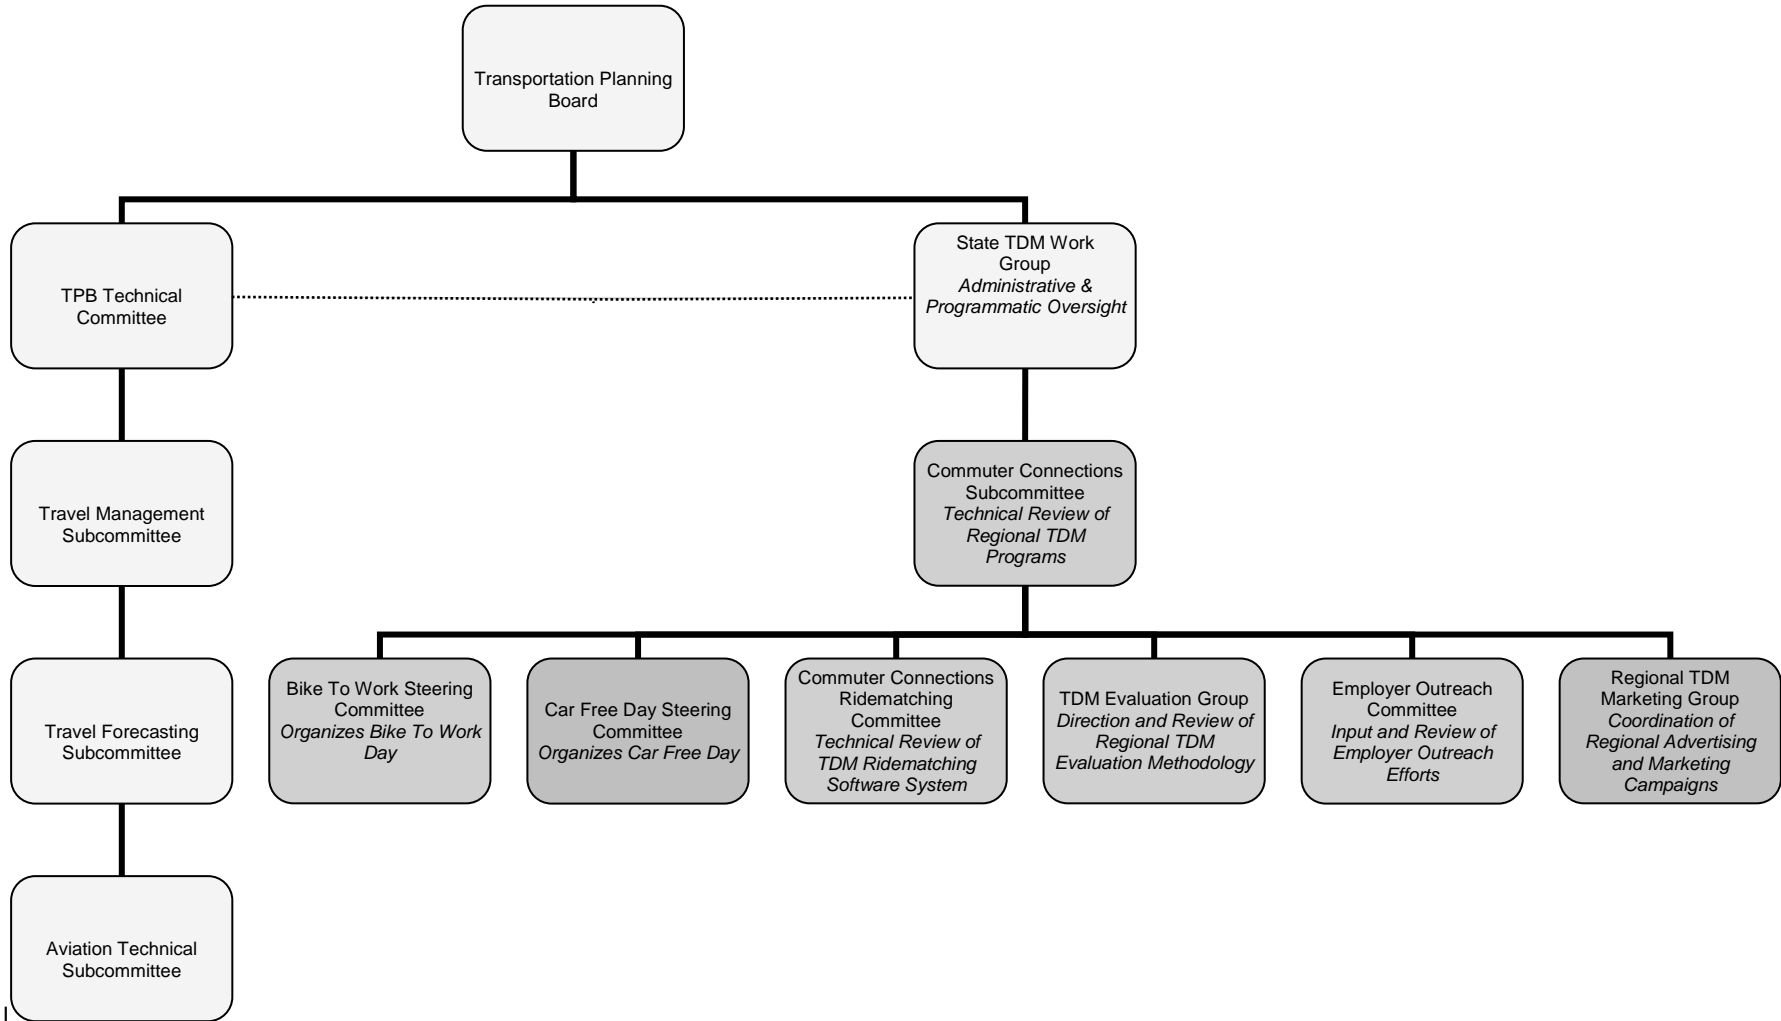 Transportation Planning
Board
TPB Technical
Committee
State TDM Work
Group
Administrative &
Programmatic Oversight
Travel Management
Subcommittee
Commuter Connections
Subcommittee
Technical Review of
Regional TDM
Programs
Travel Forecasting
Subcommittee
Bike To Work Steering
Committee
Organizes Bike To Work
Day
Car Free Day Steering
Committee
Organizes Car Free Day
Commuter Connections
Ridematching
Committee
Technical Review of
TDM Ridematching
Software System
TDM Evaluation Group
Direction and Review of
Regional TDM
Evaluation Methodology
Employer Outreach
Committee
Input and Review of
Employer Outreach
Efforts
Regional TDM
Marketing Group
Coordination of
Regional Advertising
and Marketing
Campaigns
Aviation Technical
Subcommittee